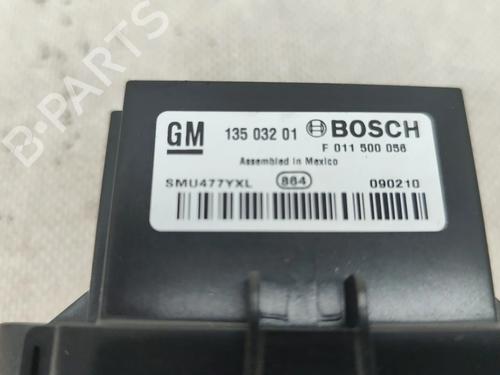 B-PARTS
GM 135 032 01 BOSCH
F 011 500 056
Assembled in Mexico
SMU477YXL 864 090210